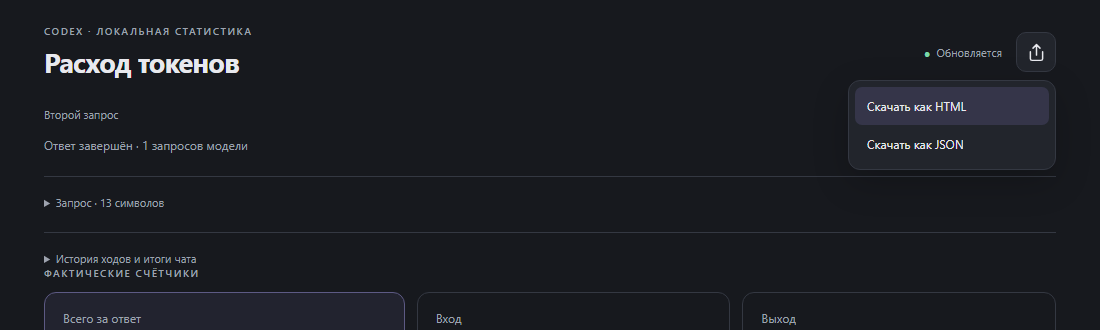 CODEX · ЛОКАЛЬНАЯ СТАТИСТИКА
Расход токенов
Обновляется
Скачать как HTML
Скачать как JSON
Второй запрос
Ответ завершён · 1 запросов модели
Запрос · 13 символов
История ходов и итоги чата
ФАКТИЧЕСКИЕ СЧЁТЧИКИ
Всего за ответ
Вход
Выход